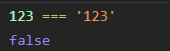 123 === '123'
false